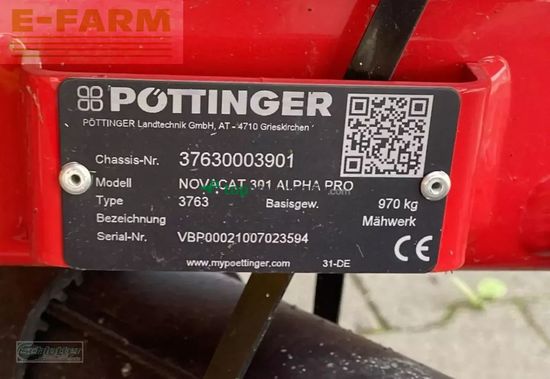 E-FARM
PÖTTINGER
PÖTTINGER Landtechnik GmbH, AT - 4710 Grieskirchen
Chassis-Nr. 37630003901
Modell NOVACAT 301 ALPHA PRO
Type 3763 Basisgew. 970 kg
Bezeichnung Mähwerk
Serial-Nr. VBP00021007023594
CE
www.mypoettinger.com 31-DE